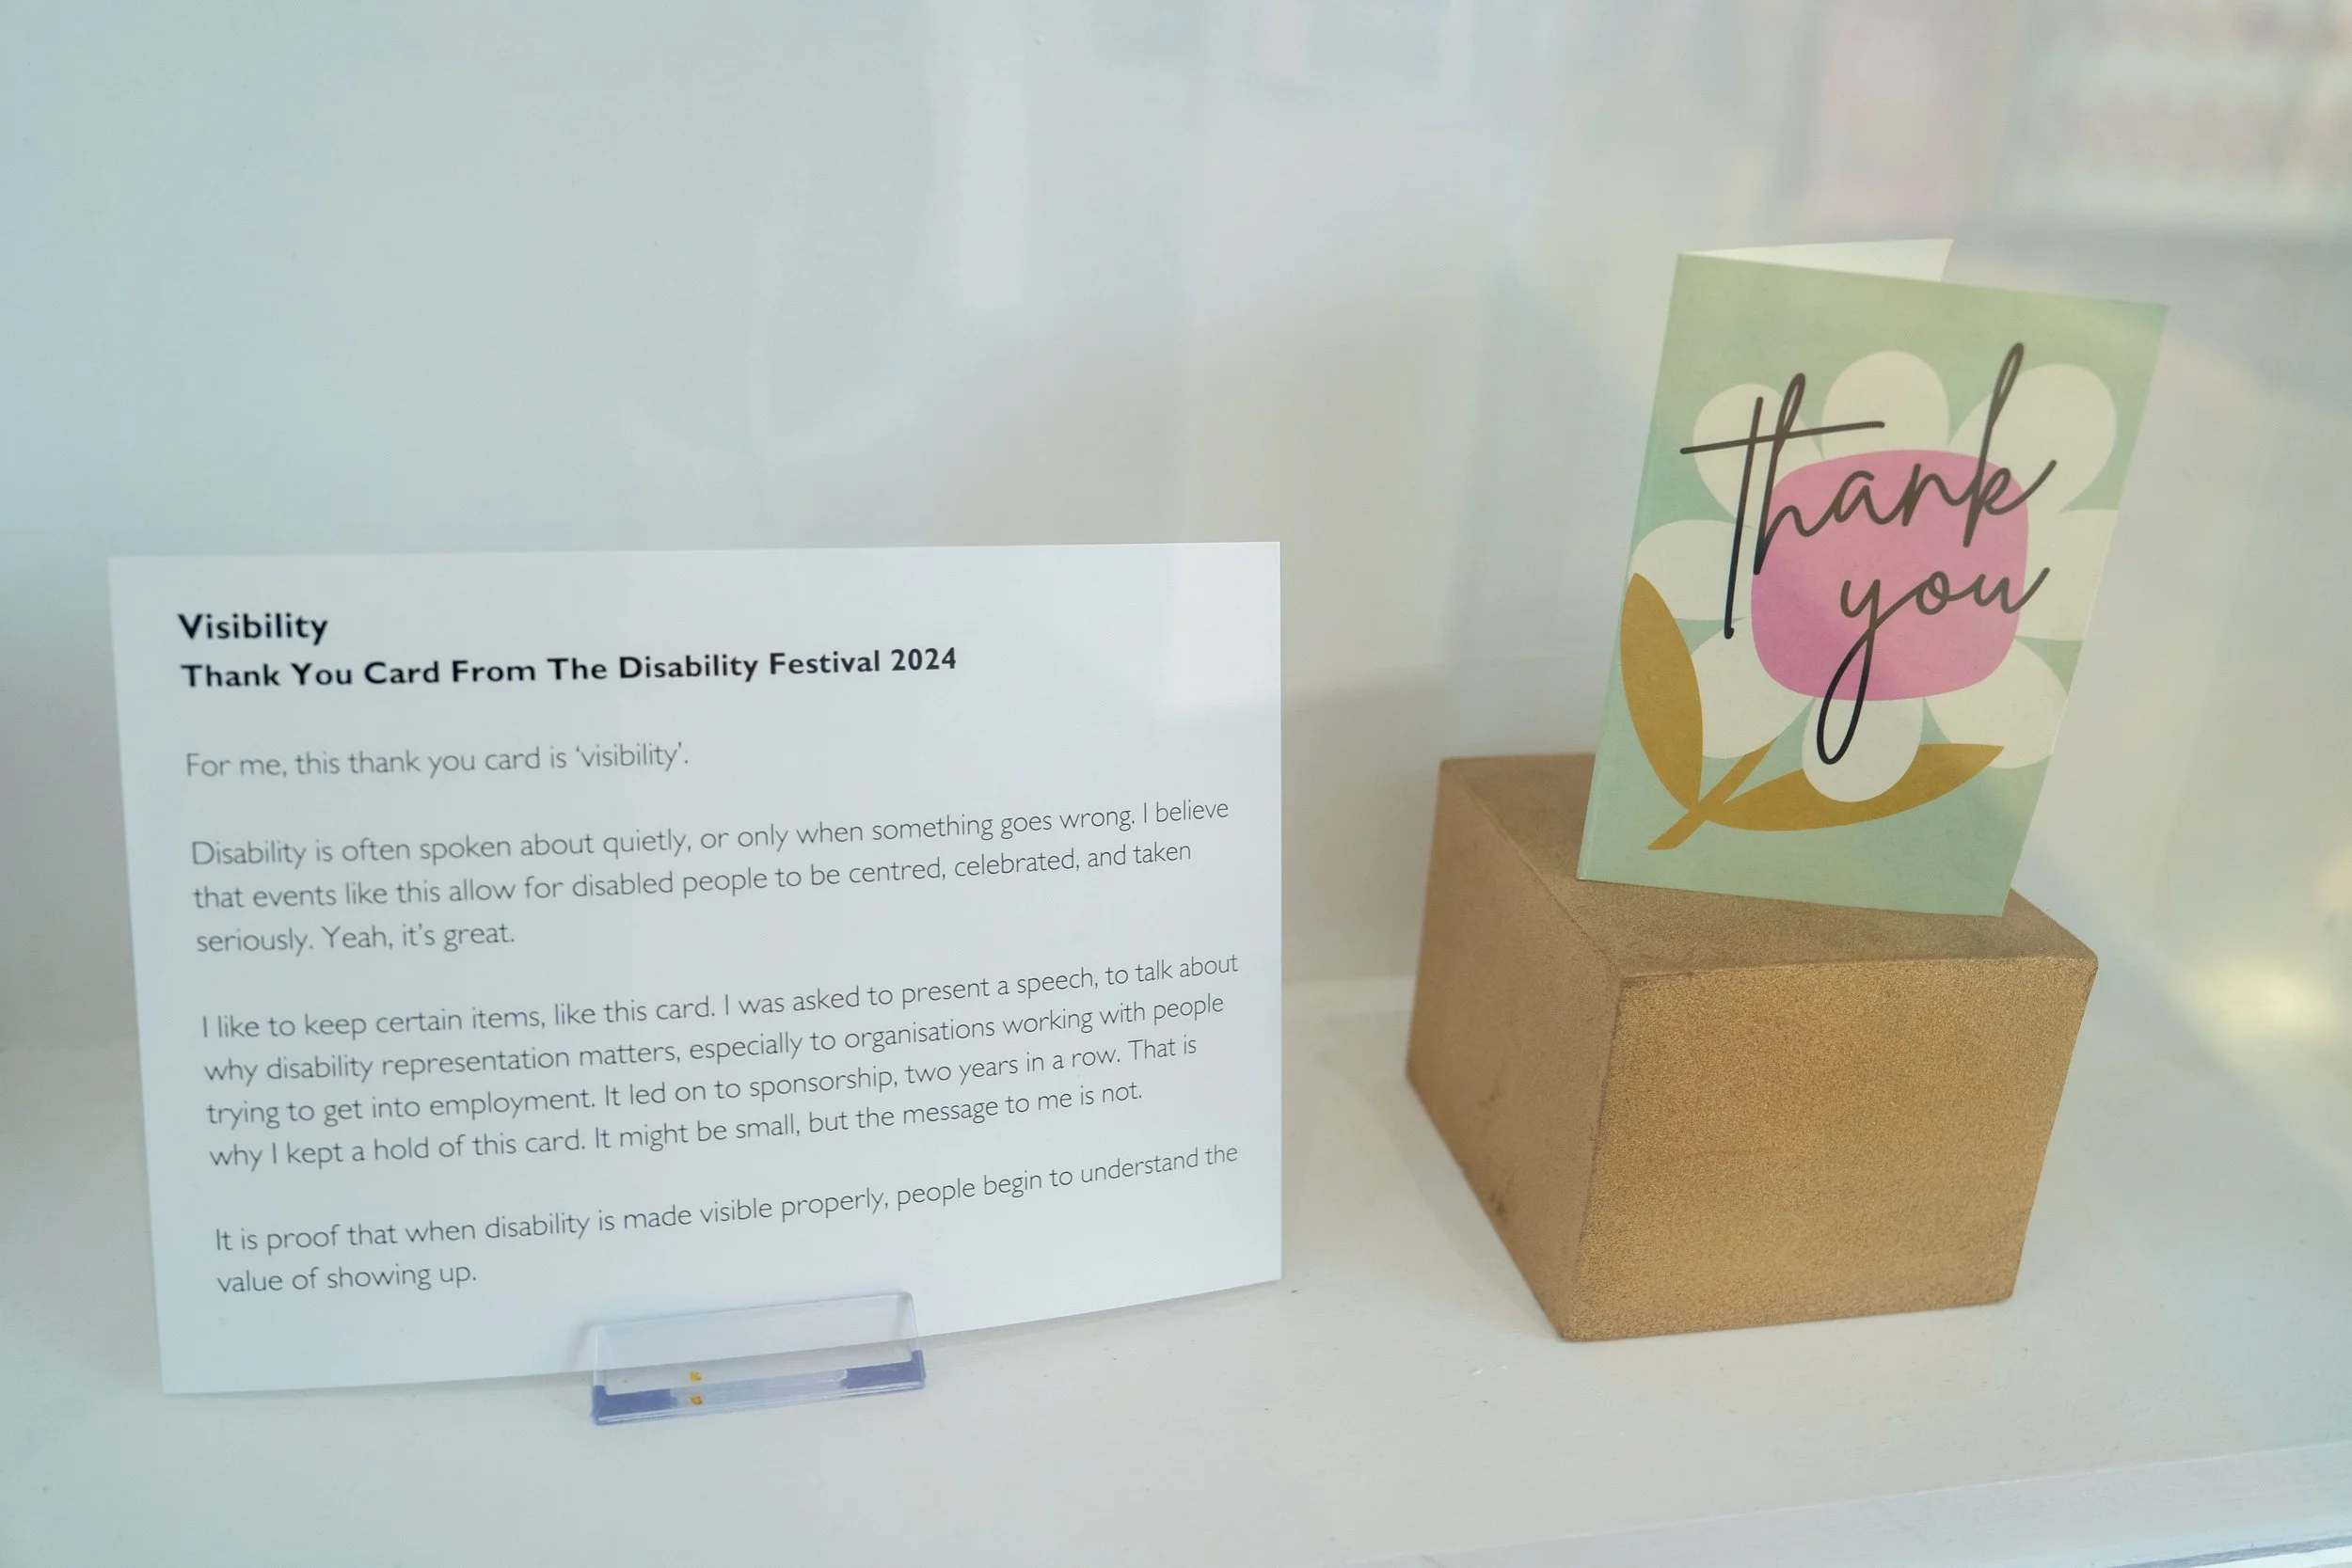 Visibility
Thank You Card From The Disability Festival 2024
For me, this thank you card is ‘visibility’.
Disability is often spoken about quietly, or only when something goes wrong. I believe
that events like this allow for disabled people to be centred, celebrated, and taken
seriously. Yeah, it’s great.
I like to keep certain items, like this card. I was asked to present a speech, to talk about
why disability representation matters, especially to organisations working with people
trying to get into employment. It led on to sponsorship, two years in a row. That is
why I kept a hold of this card. It might be small, but the message to me is not.
It is proof that when disability is made visible properly, people begin to understand the
value of showing up.
thank
you